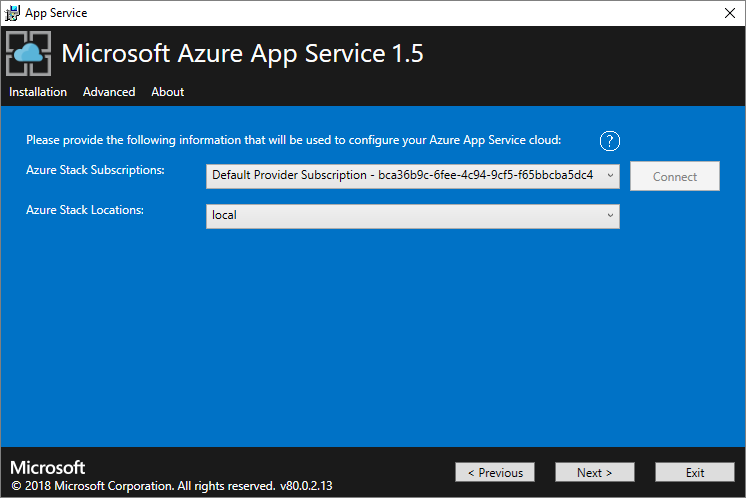 App Service
Microsoft Azure App Service 1.5
Installation Advanced About
Please provide the following information that will be used to configure your Azure App Service cloud: ?
Azure Stack Subscriptions: Default Provider Subscription - bca36b9c-6fee-4c94-9cf5-f65bbcba5dc4 Connect
Azure Stack Locations: local
Microsoft
© 2018 Microsoft Corporation. All rights reserved. v80.0.2.13
< Previous Next > Exit